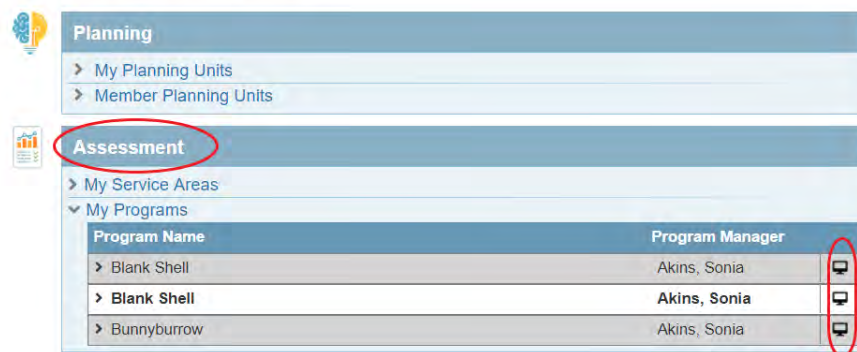 Planning
My Planning Units
Member Planning Units
Assessment
My Service Areas
My Programs
Program Name Program Manager
Blank Shell Akins, Sonia
Blank Shell Akins, Sonia
Bunnyburrow Akins, Sonia